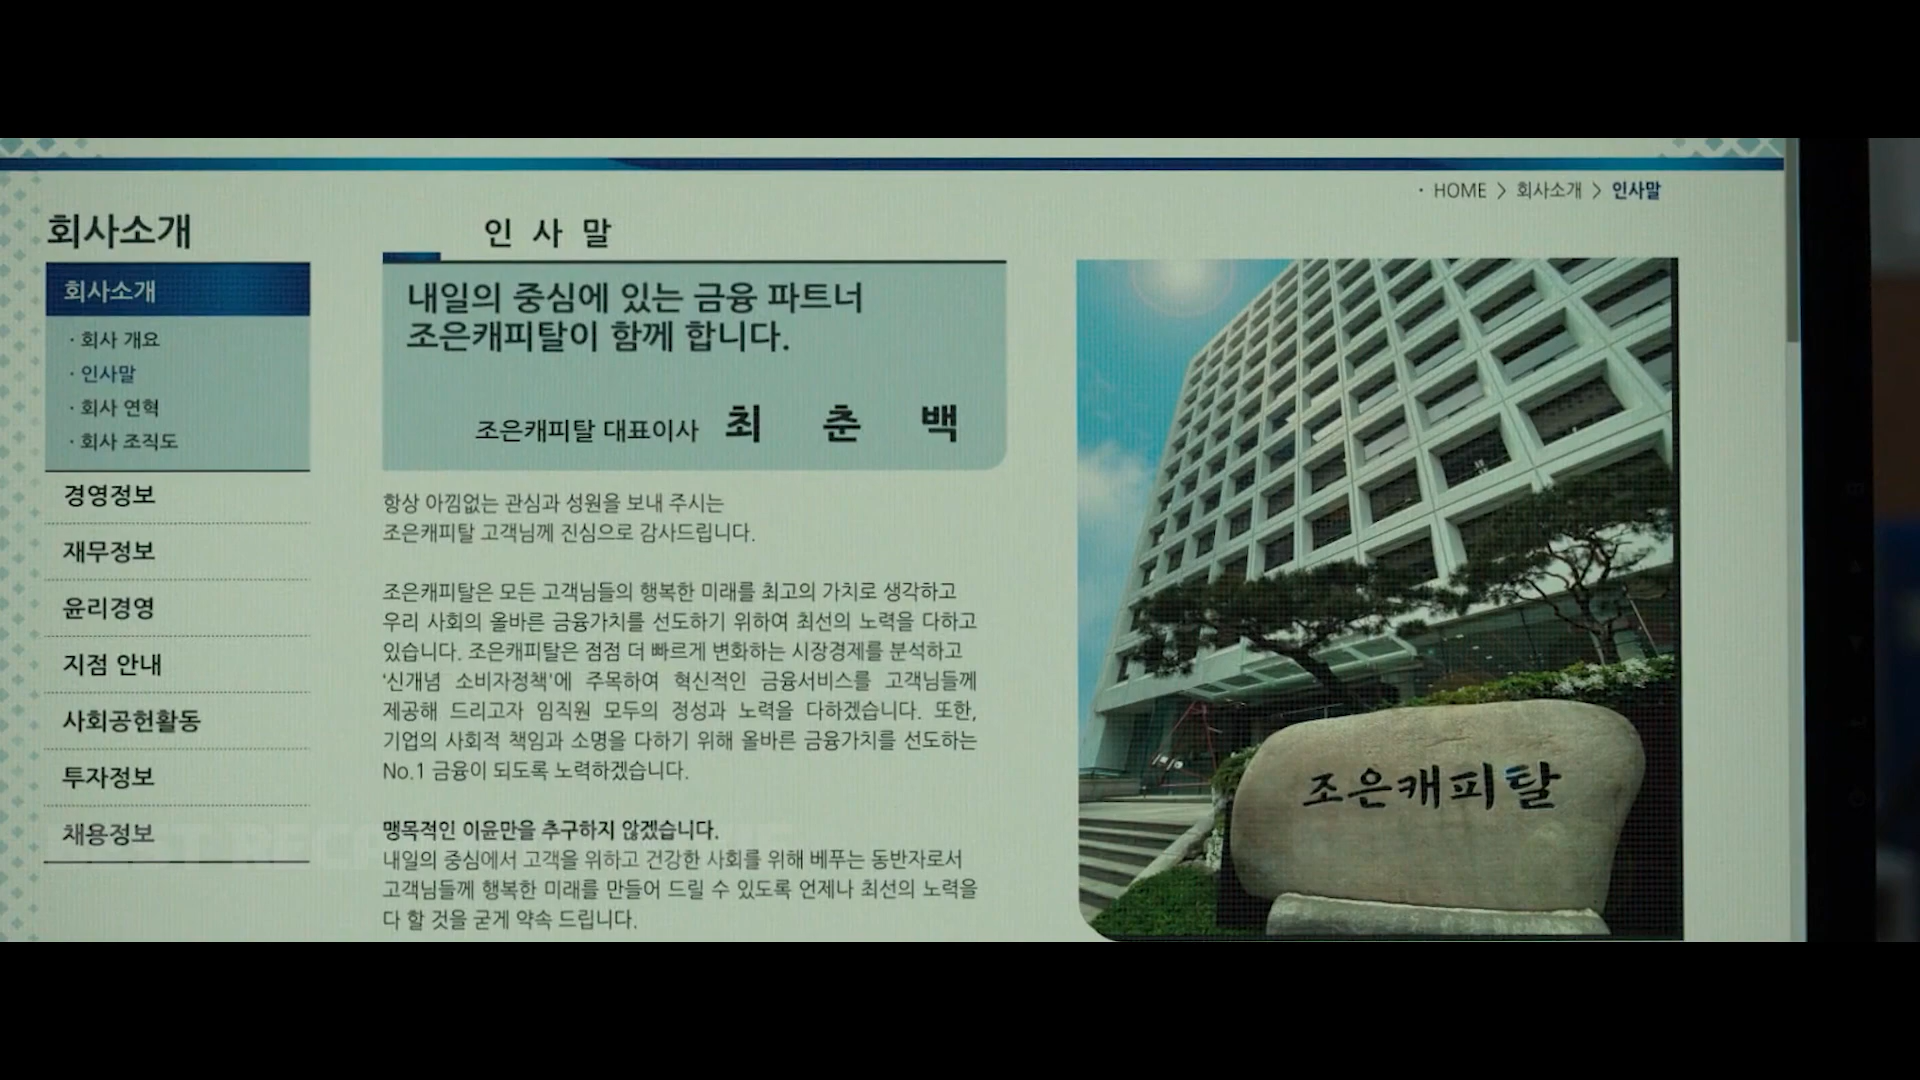 · HOME > 회사소개 > 인사말
회사소개
회사소개
· 회사 개요
· 인사말
· 회사 연혁
· 회사 조직도
경영정보
재무정보
윤리경영
지점 안내
사회공헌활동
투자정보
채용정보
인 사 말
내일의 중심에 있는 금융 파트너
조은캐피탈이 함께 합니다.
조은캐피탈 대표이사 최 춘 백
항상 아낌없는 관심과 성원을 보내 주시는
조은캐피탈 고객님께 진심으로 감사드립니다.
조은캐피탈은 모든 고객님들의 행복한 미래를 최고의 가치로 생각하고
우리 사회의 올바른 금융가치를 선도하기 위하여 최선의 노력을 다하고
있습니다. 조은캐피탈은 점점 더 빠르게 변화하는 시장경제를 분석하고
'신개념 소비자정책'에 주목하여 혁신적인 금융서비스를 고객님들께
제공해 드리고자 임직원 모두의 정성과 노력을 다하겠습니다. 또한,
기업의 사회적 책임과 소명을 다하기 위해 올바른 금융가치를 선도하는
No.1 금융이 되도록 노력하겠습니다.
맹목적인 이윤만을 추구하지 않겠습니다.
내일의 중심에서 고객을 위하고 건강한 사회를 위해 베푸는 동반자로서
고객님들께 행복한 미래를 만들어 드릴 수 있도록 언제나 최선의 노력을
다 할 것을 굳게 약속 드립니다.
조은캐피탈